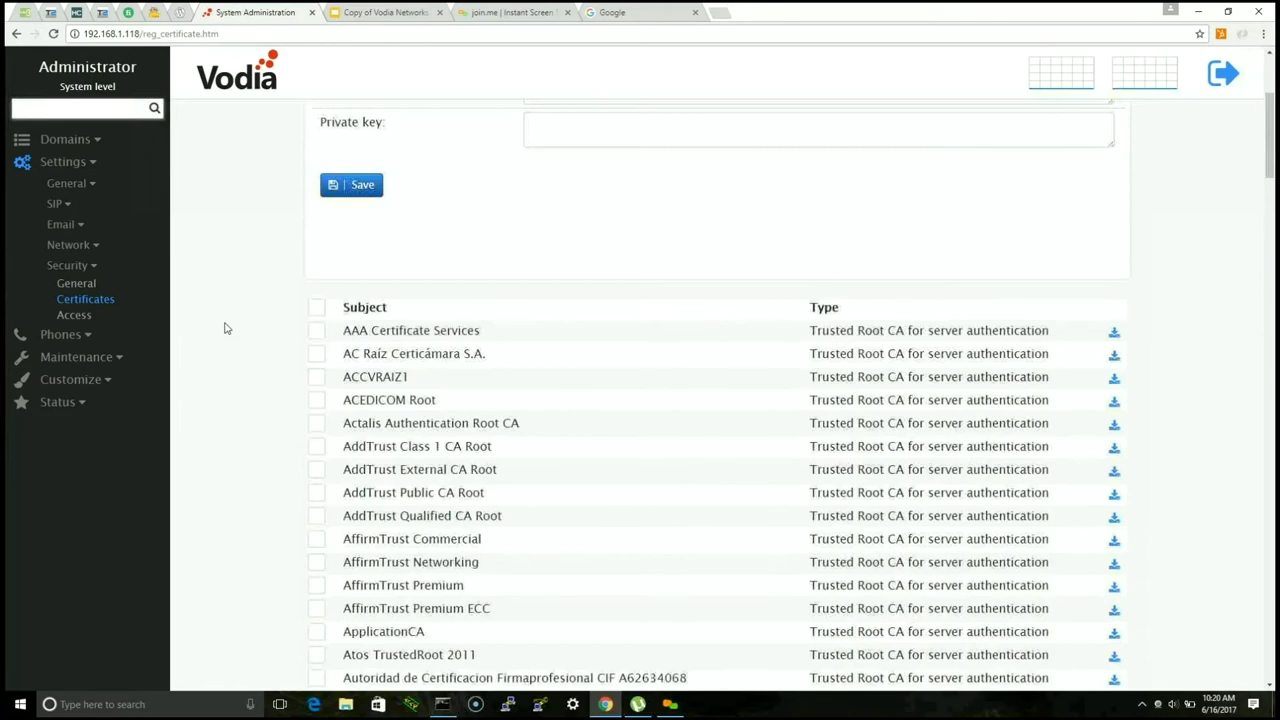 System Administration
Copy of Vodia Networks
join.me | Instant Screen
Google
192.168.1.118/reg_certificate.htm
Administrator
System level
Domains
Settings
General
SIP
Email
Network
Security
General
Certificates
Access
Phones
Maintenance
Customize
Status
Vodia
Private key:
Save
Subject Type
AAA Certificate Services Trusted Root CA for server authentication
AC Raíz Certicámara S.A. Trusted Root CA for server authentication
ACCVRAIZ1 Trusted Root CA for server authentication
ACEDICOM Root Trusted Root CA for server authentication
Actalis Authentication Root CA Trusted Root CA for server authentication
AddTrust Class 1 CA Root Trusted Root CA for server authentication
AddTrust External CA Root Trusted Root CA for server authentication
AddTrust Public CA Root Trusted Root CA for server authentication
AddTrust Qualified CA Root Trusted Root CA for server authentication
AffirmTrust Commercial Trusted Root CA for server authentication
AffirmTrust Networking Trusted Root CA for server authentication
AffirmTrust Premium Trusted Root CA for server authentication
AffirmTrust Premium ECC Trusted Root CA for server authentication
ApplicationCA Trusted Root CA for server authentication
Atos TrustedRoot 2011 Trusted Root CA for server authentication
Autoridad de Certificacion Firmaprofesional CIF A62634068 Trusted Root CA for server authentication
Type here to search
10:20 AM
6/16/2017